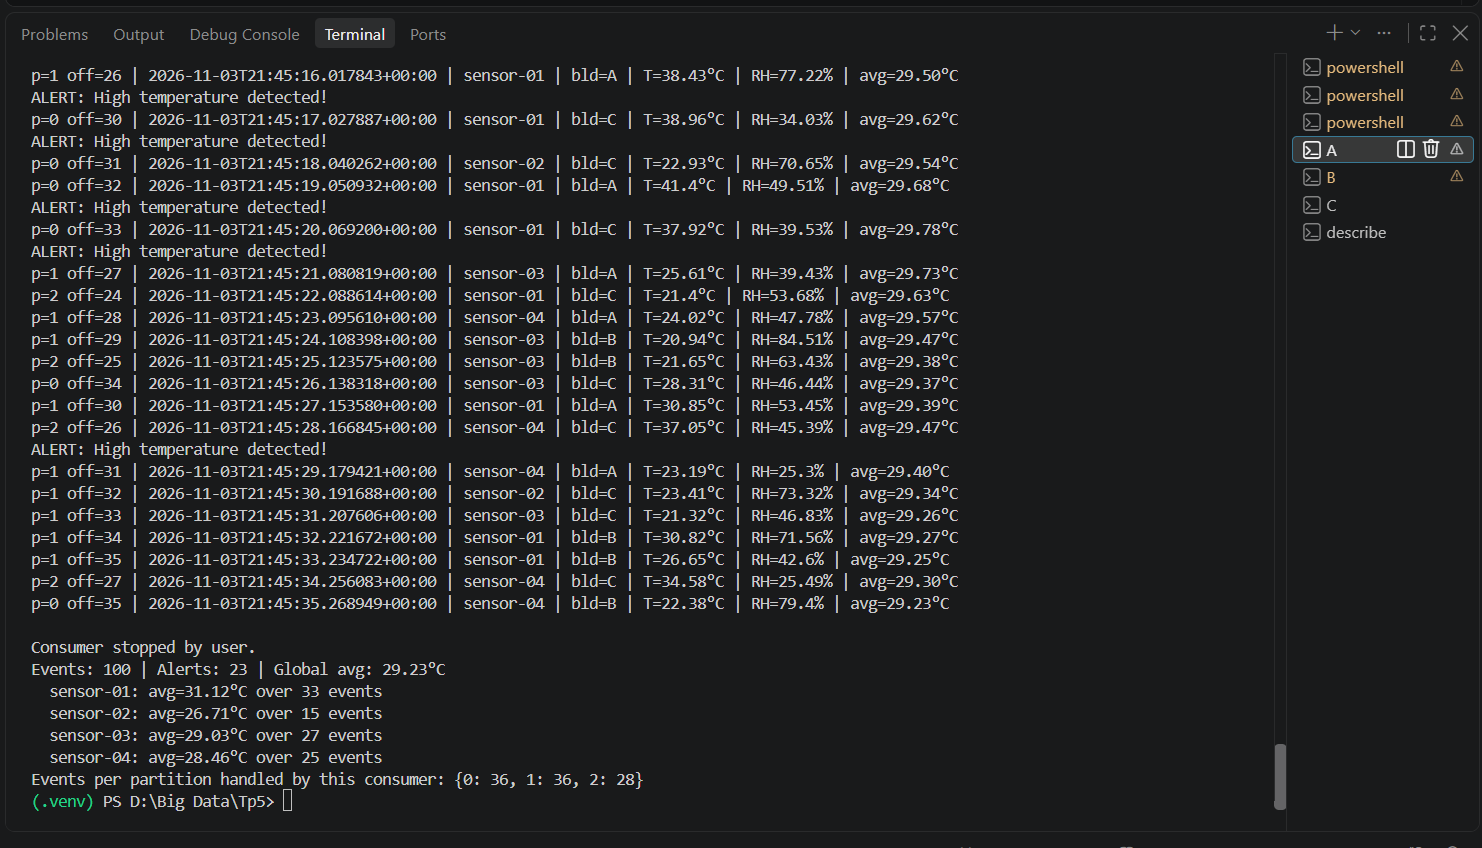 Problems Output Debug Console Terminal Ports
p=1 off=26 | 2026-11-03T21:45:16.017843+00:00 | sensor-01 | bld=A | T=38.43°C | RH=77.22% | avg=29.50°C
ALERT: High temperature detected!
p=0 off=30 | 2026-11-03T21:45:17.027887+00:00 | sensor-01 | bld=C | T=38.96°C | RH=34.03% | avg=29.62°C
ALERT: High temperature detected!
p=0 off=31 | 2026-11-03T21:45:18.040262+00:00 | sensor-02 | bld=C | T=22.93°C | RH=70.65% | avg=29.54°C
p=0 off=32 | 2026-11-03T21:45:19.050932+00:00 | sensor-01 | bld=A | T=41.4°C | RH=49.51% | avg=29.68°C
ALERT: High temperature detected!
p=0 off=33 | 2026-11-03T21:45:20.069200+00:00 | sensor-01 | bld=C | T=37.92°C | RH=39.53% | avg=29.78°C
ALERT: High temperature detected!
p=1 off=27 | 2026-11-03T21:45:21.080819+00:00 | sensor-03 | bld=A | T=25.61°C | RH=39.43% | avg=29.73°C
p=2 off=24 | 2026-11-03T21:45:22.088614+00:00 | sensor-01 | bld=C | T=21.4°C | RH=53.68% | avg=29.63°C
p=1 off=28 | 2026-11-03T21:45:23.095610+00:00 | sensor-04 | bld=A | T=24.02°C | RH=47.78% | avg=29.57°C
p=1 off=29 | 2026-11-03T21:45:24.108398+00:00 | sensor-03 | bld=B | T=20.94°C | RH=84.51% | avg=29.47°C
p=2 off=25 | 2026-11-03T21:45:25.123575+00:00 | sensor-03 | bld=B | T=21.65°C | RH=63.43% | avg=29.38°C
p=0 off=34 | 2026-11-03T21:45:26.138318+00:00 | sensor-03 | bld=C | T=28.31°C | RH=46.44% | avg=29.37°C
p=1 off=30 | 2026-11-03T21:45:27.153580+00:00 | sensor-01 | bld=A | T=30.85°C | RH=53.45% | avg=29.39°C
p=2 off=26 | 2026-11-03T21:45:28.166845+00:00 | sensor-04 | bld=C | T=37.05°C | RH=45.39% | avg=29.47°C
ALERT: High temperature detected!
p=1 off=31 | 2026-11-03T21:45:29.179421+00:00 | sensor-04 | bld=A | T=23.19°C | RH=25.3% | avg=29.40°C
p=1 off=32 | 2026-11-03T21:45:30.191688+00:00 | sensor-02 | bld=C | T=23.41°C | RH=73.32% | avg=29.34°C
p=1 off=33 | 2026-11-03T21:45:31.207606+00:00 | sensor-03 | bld=C | T=21.32°C | RH=46.83% | avg=29.26°C
p=1 off=34 | 2026-11-03T21:45:32.221672+00:00 | sensor-01 | bld=B | T=30.82°C | RH=71.56% | avg=29.27°C
p=1 off=35 | 2026-11-03T21:45:33.234722+00:00 | sensor-01 | bld=B | T=26.65°C | RH=42.6% | avg=29.25°C
p=2 off=27 | 2026-11-03T21:45:34.256083+00:00 | sensor-04 | bld=C | T=34.58°C | RH=25.49% | avg=29.30°C
p=0 off=35 | 2026-11-03T21:45:35.268949+00:00 | sensor-04 | bld=B | T=22.38°C | RH=79.4% | avg=29.23°C
Consumer stopped by user.
Events: 100 | Alerts: 23 | Global avg: 29.23°C
sensor-01: avg=31.12°C over 33 events
sensor-02: avg=26.71°C over 15 events
sensor-03: avg=29.03°C over 27 events
sensor-04: avg=28.46°C over 25 events
Events per partition handled by this consumer: {0: 36, 1: 36, 2: 28}
(.venv) PS D:\Big Data\Tp5>
powershell
powershell
powershell
A
B
C
describe